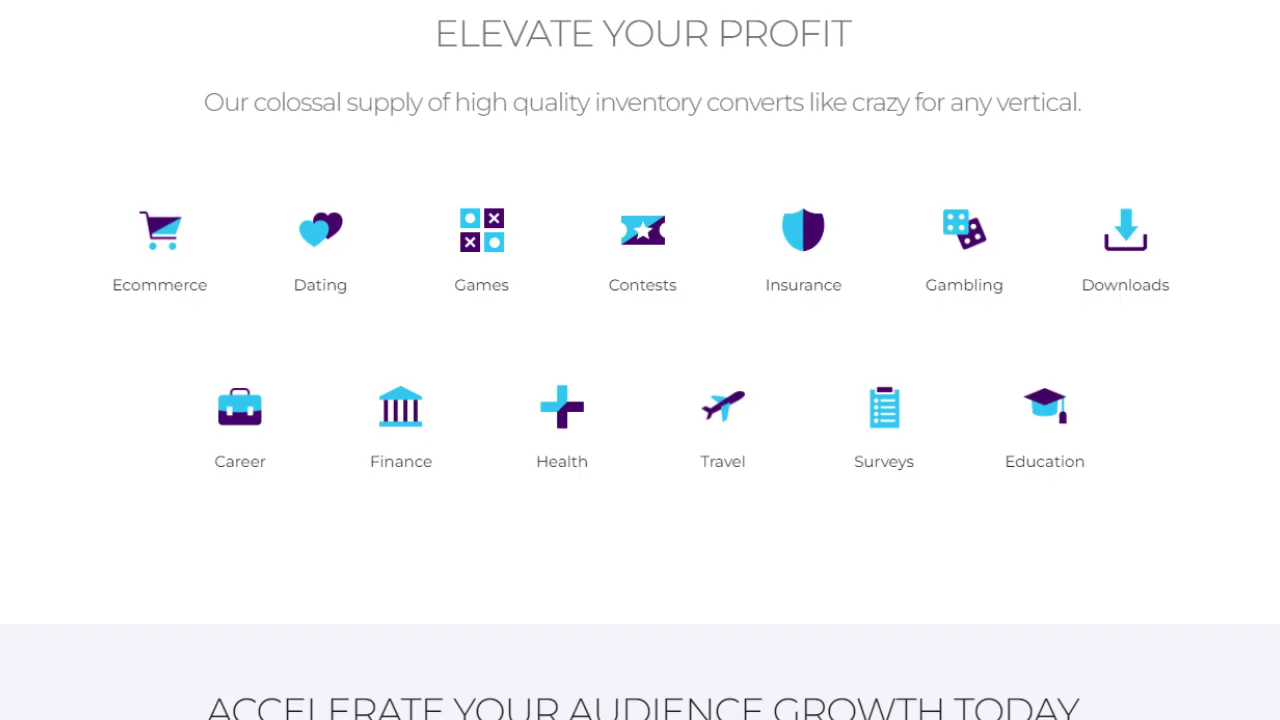 ELEVATE YOUR PROFIT
Our colossal supply of high quality inventory converts like crazy for any vertical.
Ecommerce
Dating
Games
Contests
Insurance
Gambling
Downloads
Career
Finance
Health
Travel
Surveys
Education
ACCELERATE YOUR AUDIENCE GROWTH TODAY